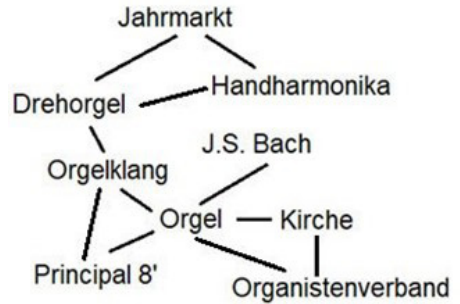 Jahrmarkt
Handharmonika
Drehorgel
J.S. Bach
Orgelklang
Orgel
Kirche
Principal 8'
Organistenverband